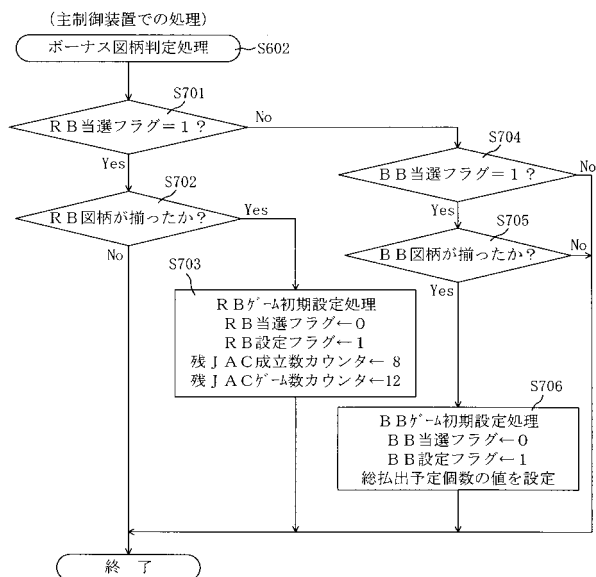 (主制御装置での処理)
ボーナス図柄判定処理
S602
S701
RB当選フラグ=1?
No
Yes
S704
BB当選フラグ=1?
No
Yes
S702
RB図柄が揃ったか?
Yes
No
S705
BB図柄が揃ったか?
No
Yes
S703
RBゲーム初期設定処理
RB当選フラグ←0
RB設定フラグ←1
残JAC成立数カウンタ← 8
残JACゲーム数カウンタ←12
S706
BBゲーム初期設定処理
BB当選フラグ←0
BB設定フラグ←1
総払出予定個数の値を設定
終 了